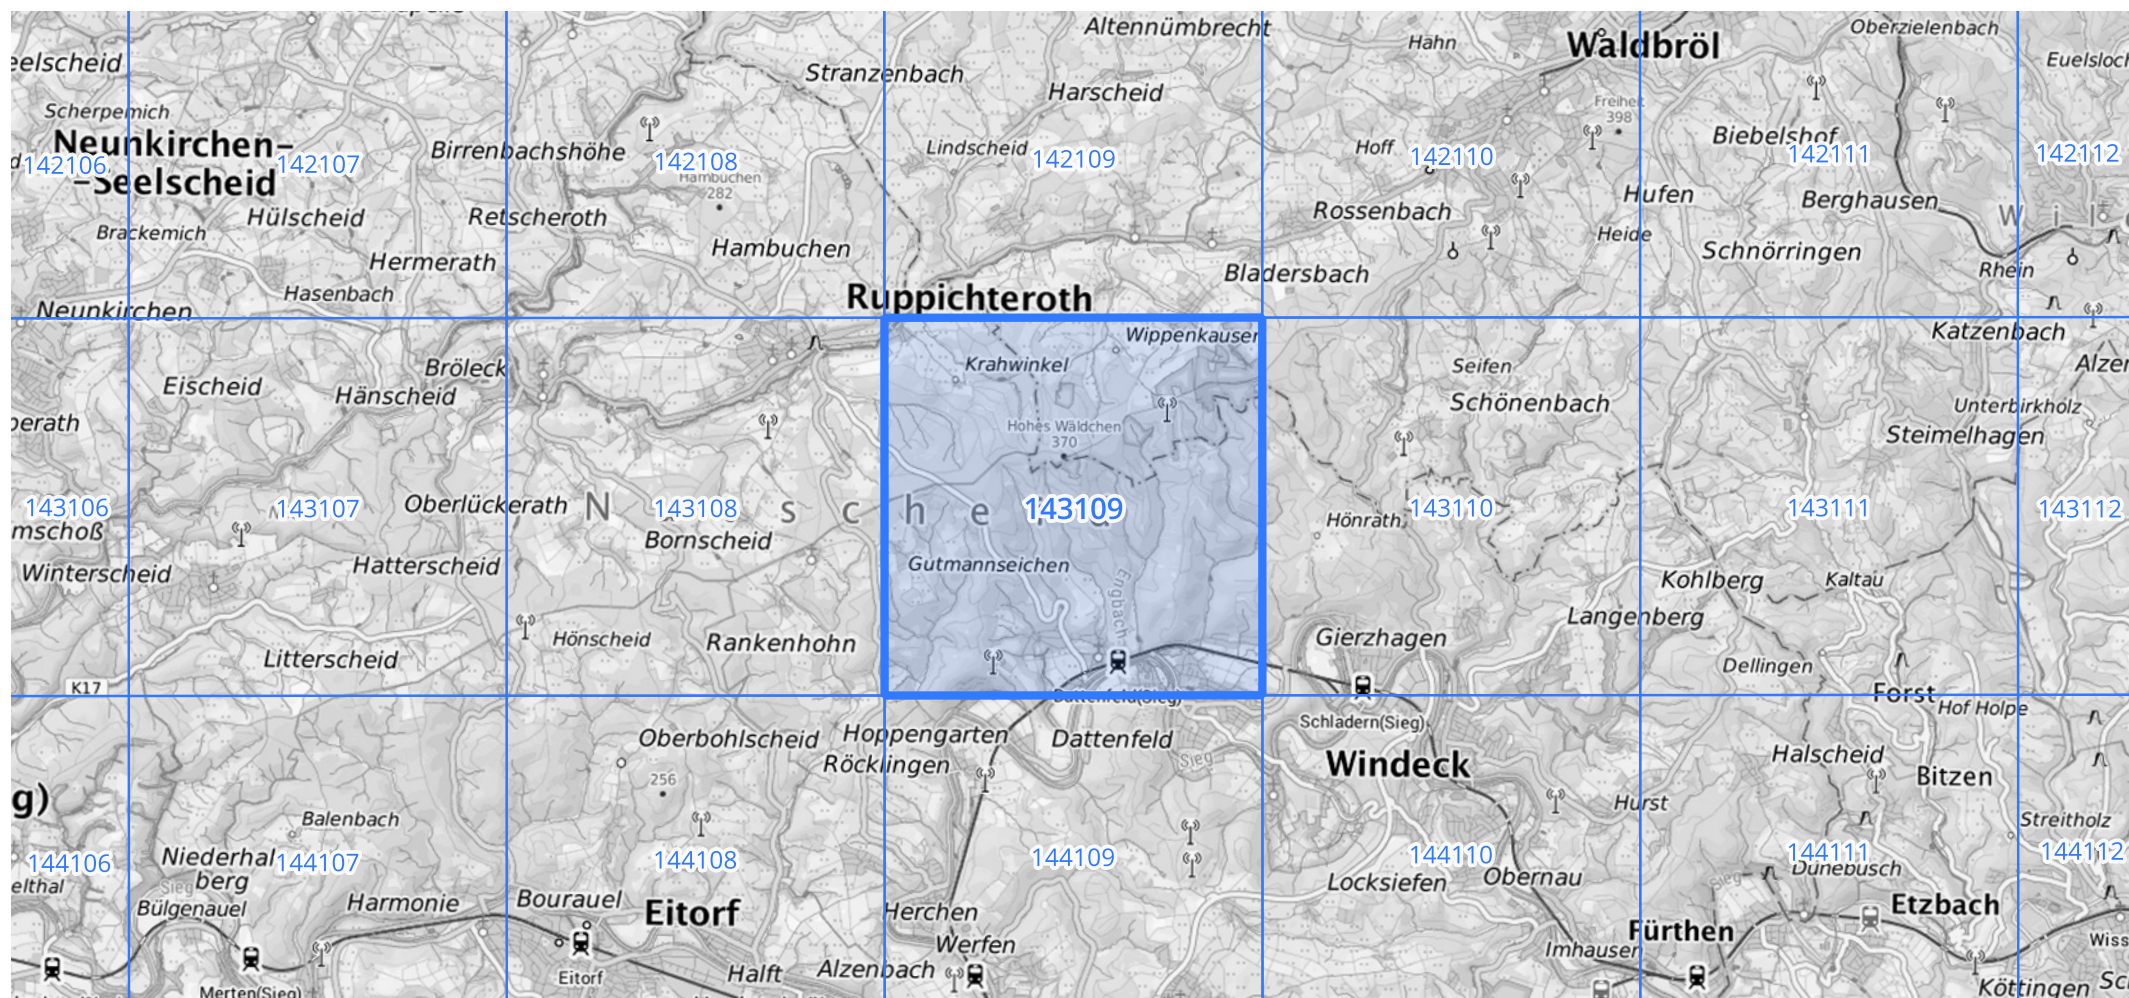 Altennümbrecht
Hahn
Waldbröl
Oberzielenbach
eelscheid
Stranzenbach
Harscheid
Freiheit
398
Scherpemich
Neunkirchen-
-Seelscheid
Birrenbachshöhe
Lindscheid
Hoff
Biebelshof
142106
142107
142108
142109
142110
142111
142112
Hambuchen
282
Hülscheid
Retscheroth
Rossenbach
Hufen
Berghausen
W i l
Brackemich
Hambuchen
Heide
Schnörringen
Hermerath
Hasenbach
Bladersbach
Rhein
Neunkirchen
Ruppichteroth
Wippenkausen
Katzenbach
Bröleck
Krahwinkel
Seifen
Eischeid
Hänscheid
Schönenbach
Unterbirkholz
Steimelhagen
perath
Hohes Wäldchen
370
143106
143107
143108
143109
143110
143111
143112
Oberlückerath
N
s c h e
Hönrath
mschoß
Bornscheid
Winterscheid
Hatterscheid
Gutmannseichen
Engbach
Kohlberg
Kaltau
Langenberg
Hönscheid
Rankenhohn
Gierzhagen
Litterscheid
Dellingen
K17
Dattenfeld(Sieg)
Forst
Hof Holpe
Schladern(Sieg)
Oberbohlscheid
Hoppengarten
Dattenfeld
Röcklingen
Sieg
Windeck
Halscheid
Bitzen
256
g)
Balenbach
Hurst
Streitholz
144106
144107
144108
144109
144110
144111
144112
Niederhal
berg
Sieg
elthal
Bülgenauel
Harmonie
Bourauel
Eitorf
Herchen
Locksiefen
Obernau
Sieg
Dünebusch
Etzbach
Fürthen
Werfen
Imhausen
Wiss
Eitorf
Halft
Alzenbach
Merten(Sieg)
Köttingen